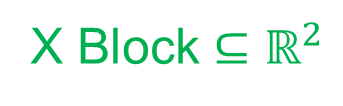 X Block ⊆ ℝ²